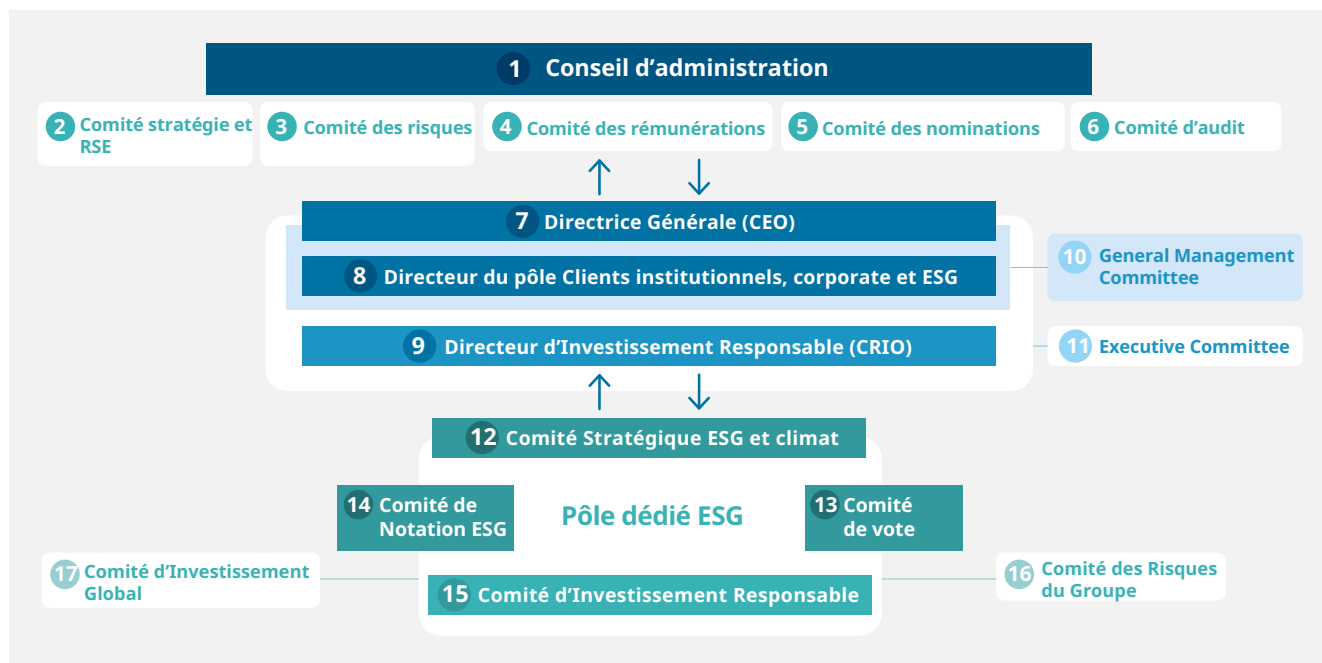 1 Conseil d’administration
2 Comité stratégie et
RSE
3 Comité des risques
4 Comité des rémunérations
5 Comité des nominations
6 Comité d’audit
7 Directrice Générale (CEO)
8 Directeur du pôle Clients institutionnels, corporate et ESG
9 Directeur d’Investissement Responsable (CRIO)
10 General Management
Committee
11 Executive Committee
12 Comité Stratégique ESG et climat
14 Comité de
Notation ESG
Pôle dédié ESG
13 Comité
de vote
17 Comité d’Investissement
Global
15 Comité d’Investissement Responsable
16 Comité des Risques
du Groupe